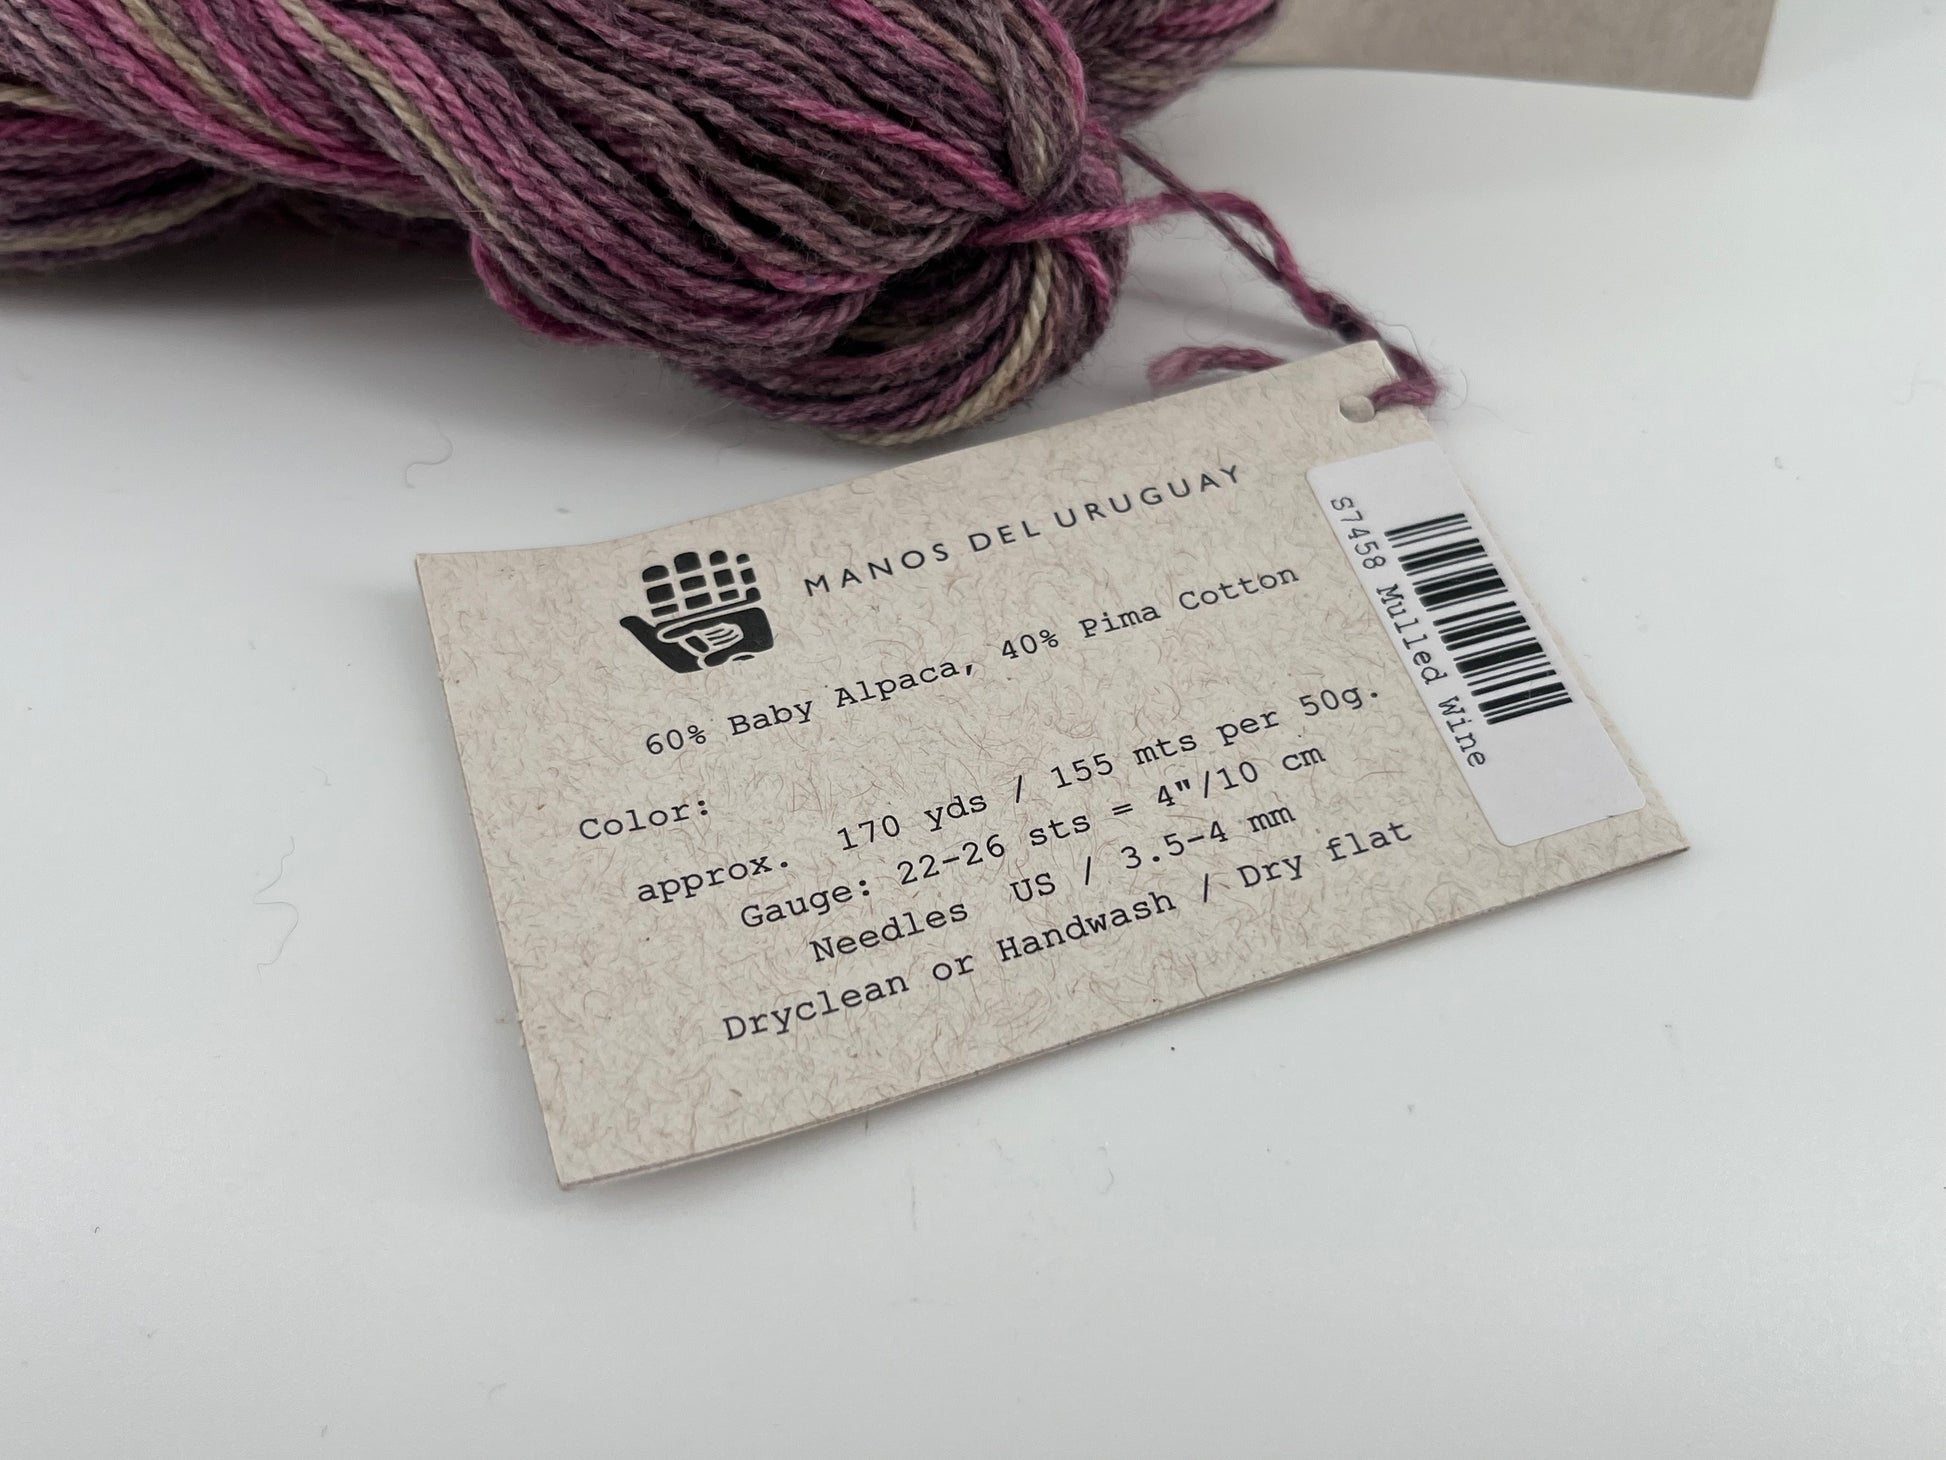 MANOS DEL URUGUAY
60% Baby Alpaca, 40% Pima Cotton
Color:
approx. 170 yds / 155 mts per 50g.
Gauge: 22-26 sts = 4"/10 cm
Needles US / 3.5-4 mm
Dryclean or Handwash / Dry flat
S7458 Mulled Wine